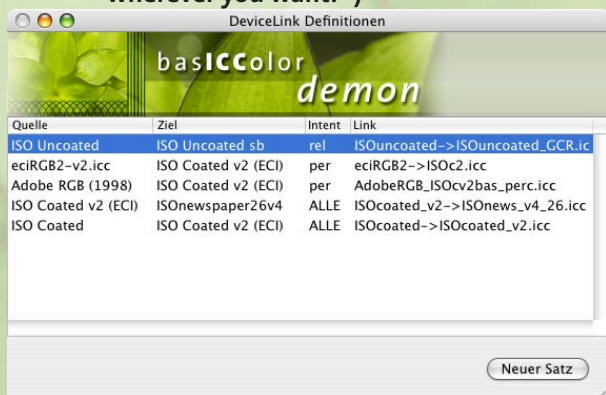 wherever you want. )
DeviceLink Definitionen
basICColor
demon
Quelle Ziel Intent Link
ISO Uncoated ISO Uncoated sb rel ISOuncoated->ISOuncoated_GCR.ic
eciRGB2-v2.icc ISO Coated v2 (ECI) per eciRGB2->ISOc2.icc
Adobe RGB (1998) ISO Coated v2 (ECI) per AdobeRGB_ISOcv2bas_perc.icc
ISO Coated v2 (ECI) ISOnewspaper26v4 ALLE ISOcoated_v2->ISOnews_v4_26.icc
ISO Coated ISO Coated v2 (ECI) ALLE ISOcoated->ISOcoated_v2.icc
Neuer Satz